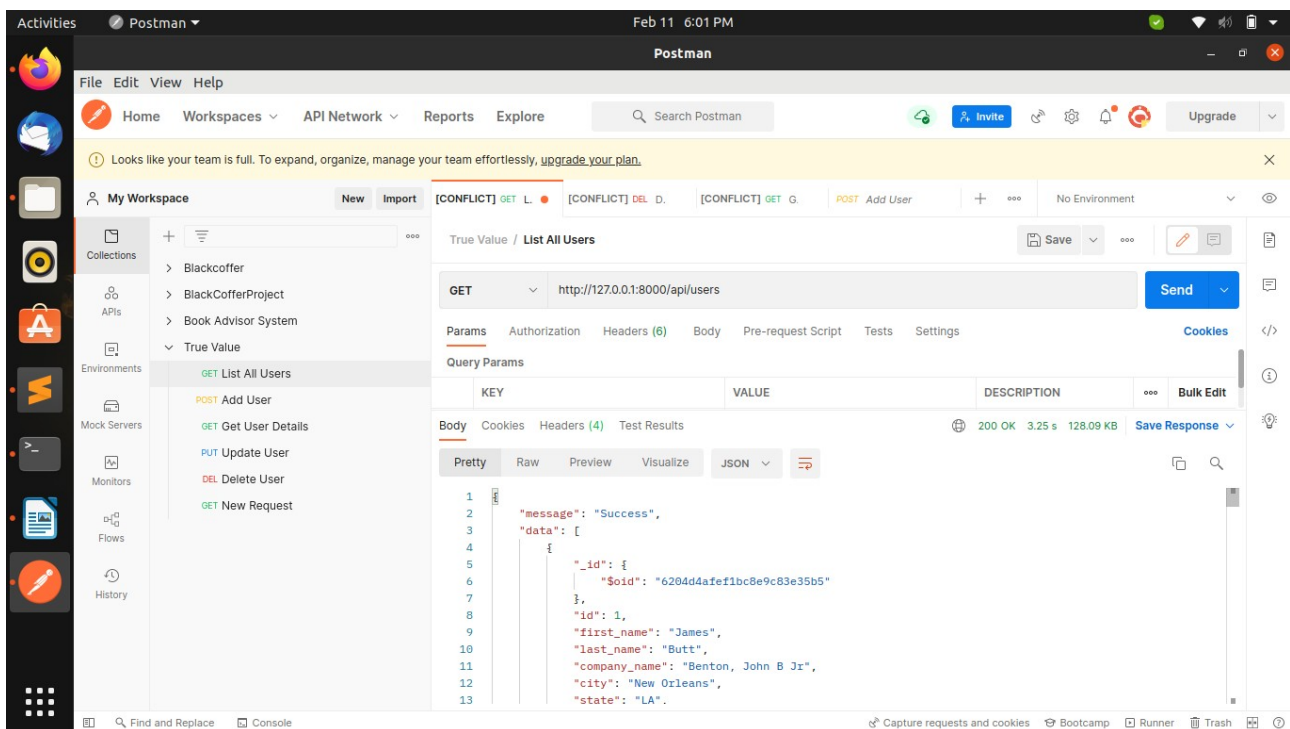 Activities Postman Feb 11 6:01 PM
Postman
File Edit View Help
Home Workspaces API Network Reports Explore Search Postman Invite Upgrade
Looks like your team is full. To expand, organize, manage your team effortlessly, upgrade your plan.
My Workspace New Import [CONFLICT] GET L. [CONFLICT] DEL D. [CONFLICT] GET G. POST Add User No Environment
Collections
APIs
Environments
Mock Servers
Monitors
Flows
History
Blackcoffer
BlackCofferProject
Book Advisor System
True Value
GET List All Users
POST Add User
GET Get User Details
PUT Update User
DEL Delete User
GET New Request
True Value / List All Users Save
GET http://127.0.0.1:8000/api/users Send
Params Authorization Headers (6) Body Pre-request Script Tests Settings Cookies
Query Params
KEY VALUE DESCRIPTION Bulk Edit
Body Cookies Headers (4) Test Results 200 OK 3.25 s 128.09 KB Save Response
Pretty Raw Preview Visualize JSON
1 {
2 "message": "Success",
3 "data": [
4 {
5 "_id": {
6 "$oid": "6204d4afef1bc8e9c83e35b5"
7 },
8 "id": 1,
9 "first_name": "James",
10 "last_name": "Butt",
11 "company_name": "Benton, John B Jr",
12 "city": "New Orleans",
13 "state": "LA",
Find and Replace Console Capture requests and cookies Bootcamp Runner Trash